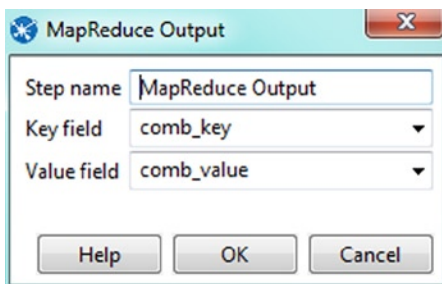 MapReduce Output
Step name MapReduce Output
Key field comb_key
Value field comb_value
Help OK Cancel